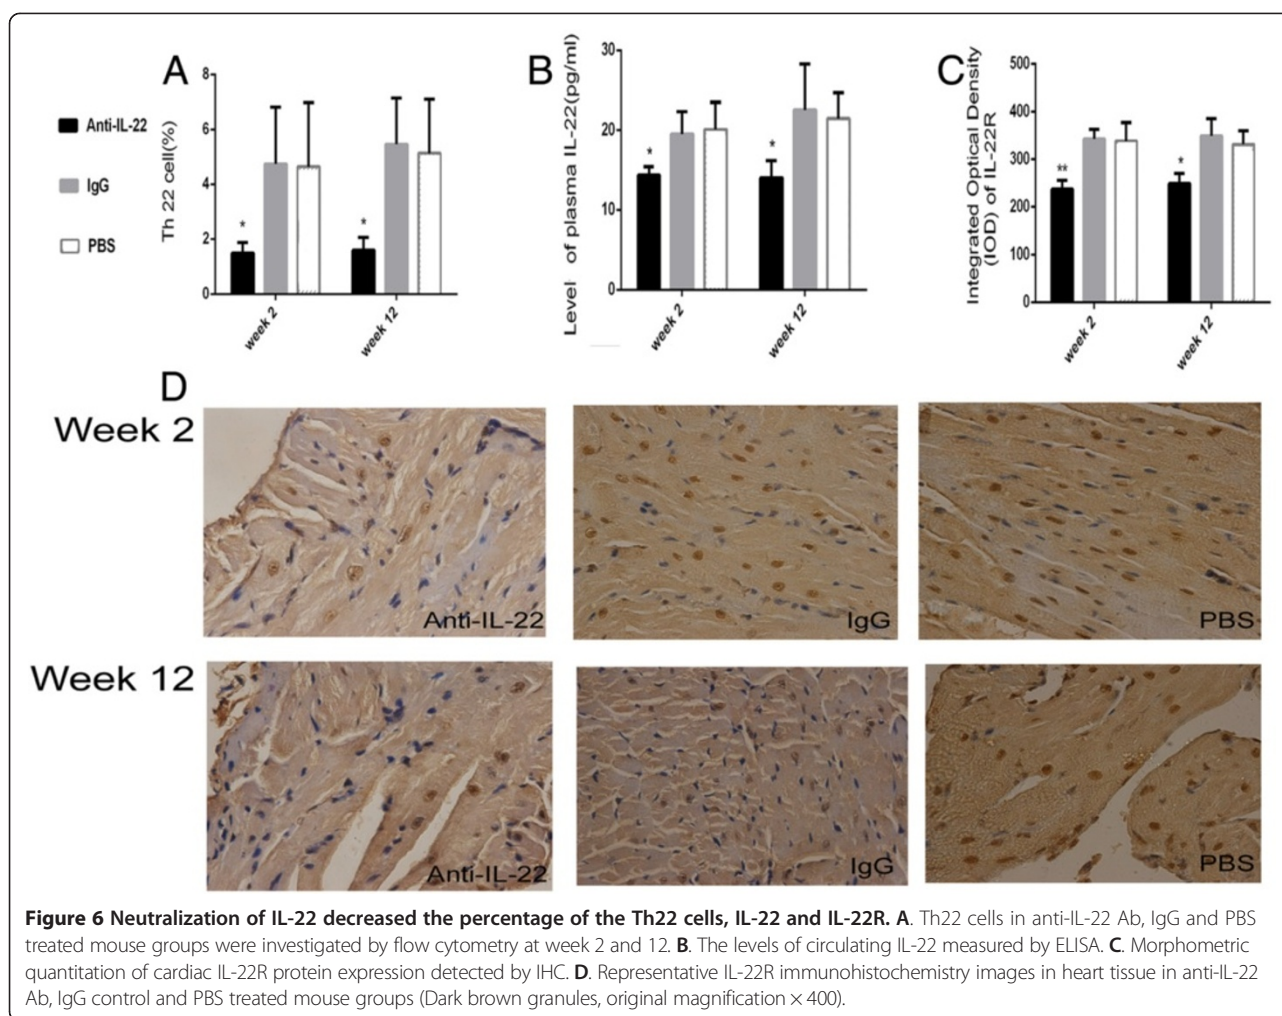 A
B
C
Anti-IL-22
IgG
PBS
Th 22 cell(%)
8
6
4
2
0
*
*
week 2
week 12
Level of plasma IL-22(pg/ml)
30
20
10
0
*
*
week 2
week 12
Integrated Optical Density
(IOD) of IL-22R
500
400
300
200
100
0
**
*
week 2
week 12
D
Week 2
Anti-IL-22
IgG
PBS
Week 12
Anti-IL-22
IgG
PBS
Figure 6 Neutralization of IL-22 decreased the percentage of the Th22 cells, IL-22 and IL-22R. A. Th22 cells in anti-IL-22 Ab, IgG and PBS
treated mouse groups were investigated by flow cytometry at week 2 and 12. B. The levels of circulating IL-22 measured by ELISA. C. Morphometric
quantitation of cardiac IL-22R protein expression detected by IHC. D. Representative IL-22R immunohistochemistry images in heart tissue in anti-IL-22
Ab, IgG control and PBS treated mouse groups (Dark brown granules, original magnification × 400).